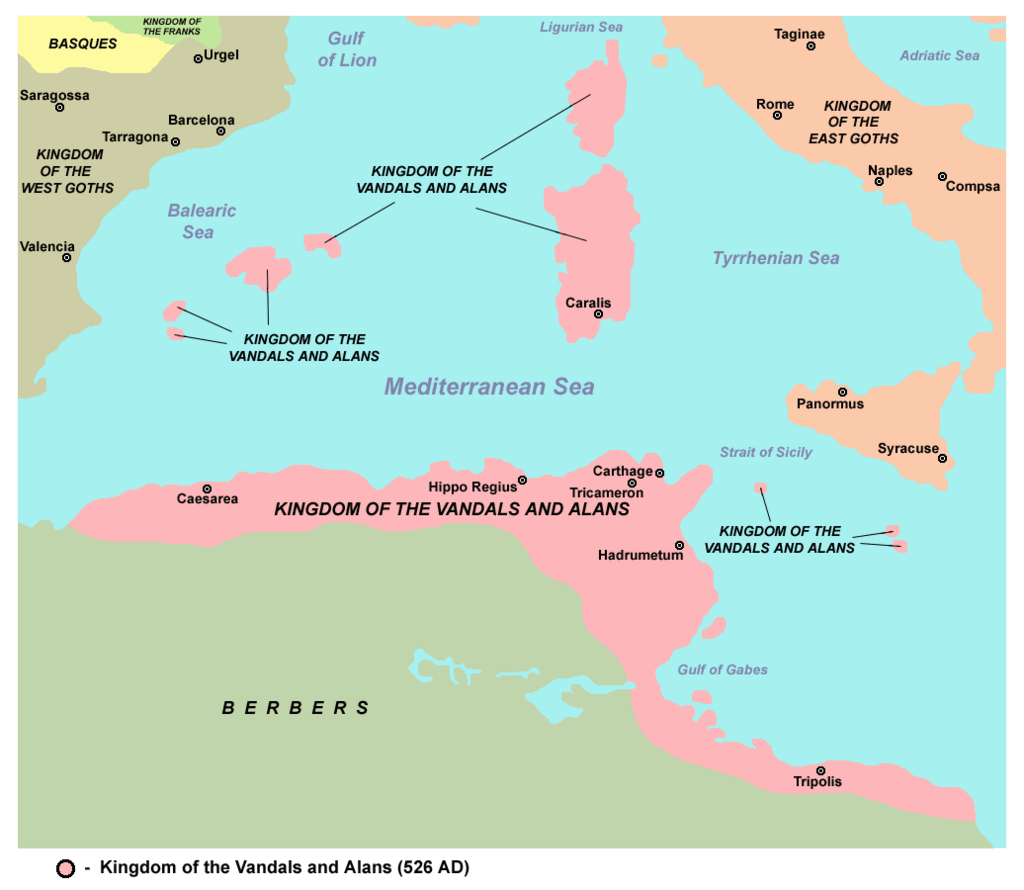 KINGDOM OF
THE FRANKS
BASQUES
Urgel
Gulf
of Lion
Ligurian Sea
Taginae
Adriatic Sea
Saragossa
Barcelona
Tarragona
Rome
KINGDOM
OF THE
EAST GOTHS
KINGDOM
OF THE
WEST GOTHS
KINGDOM OF THE
VANDALS AND ALANS
Naples
Compsa
Balearic
Sea
Valencia
Tyrrhenian Sea
Caralis
KINGDOM OF THE
VANDALS AND ALANS
Mediterranean Sea
Panormus
Syracuse
Strait of Sicily
Carthage
Hippo Regius
Tricameron
Caesarea
KINGDOM OF THE VANDALS AND ALANS
KINGDOM OF THE
VANDALS AND ALANS
Hadrumetum
Gulf of Gabes
BERBERS
Tripolis
- Kingdom of the Vandals and Alans (526 AD)